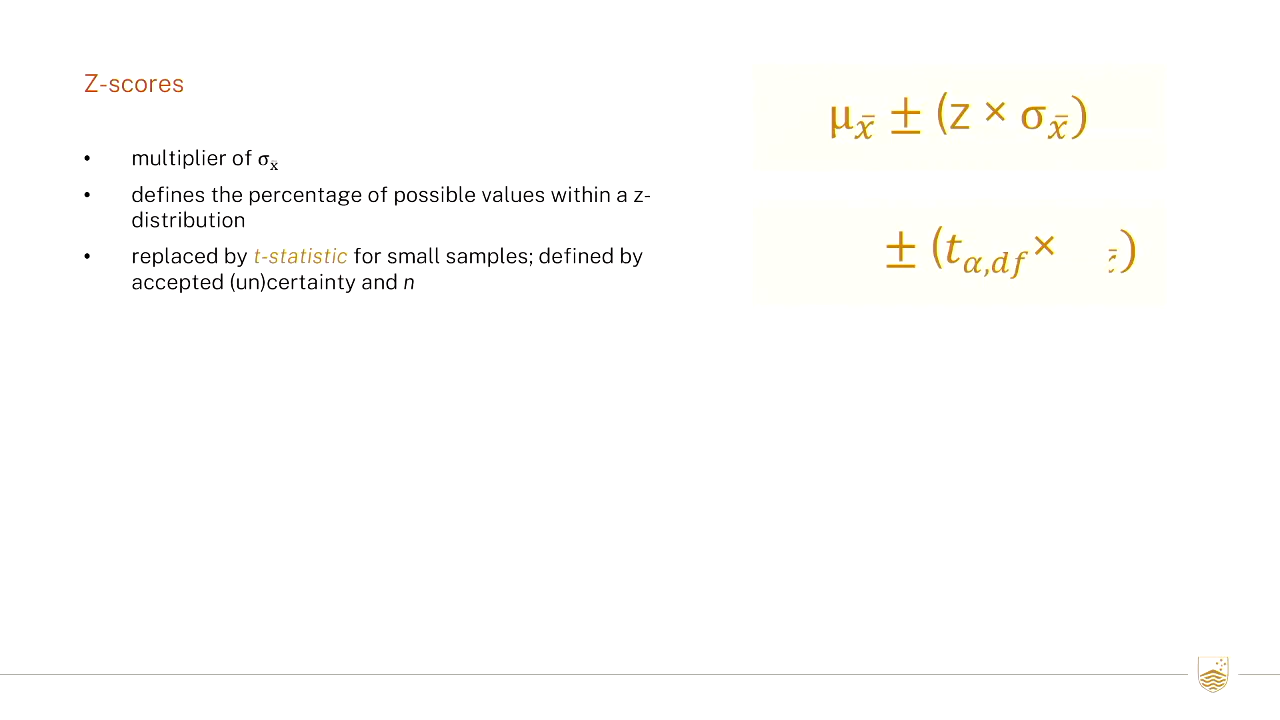 Z-scores
μx̄ ± (z × σx̄)
• multiplier of σx̄
• defines the percentage of possible values within a z-
distribution
• replaced by t-statistic for small samples; defined by
accepted (un)certainty and n
± (tα,df × )